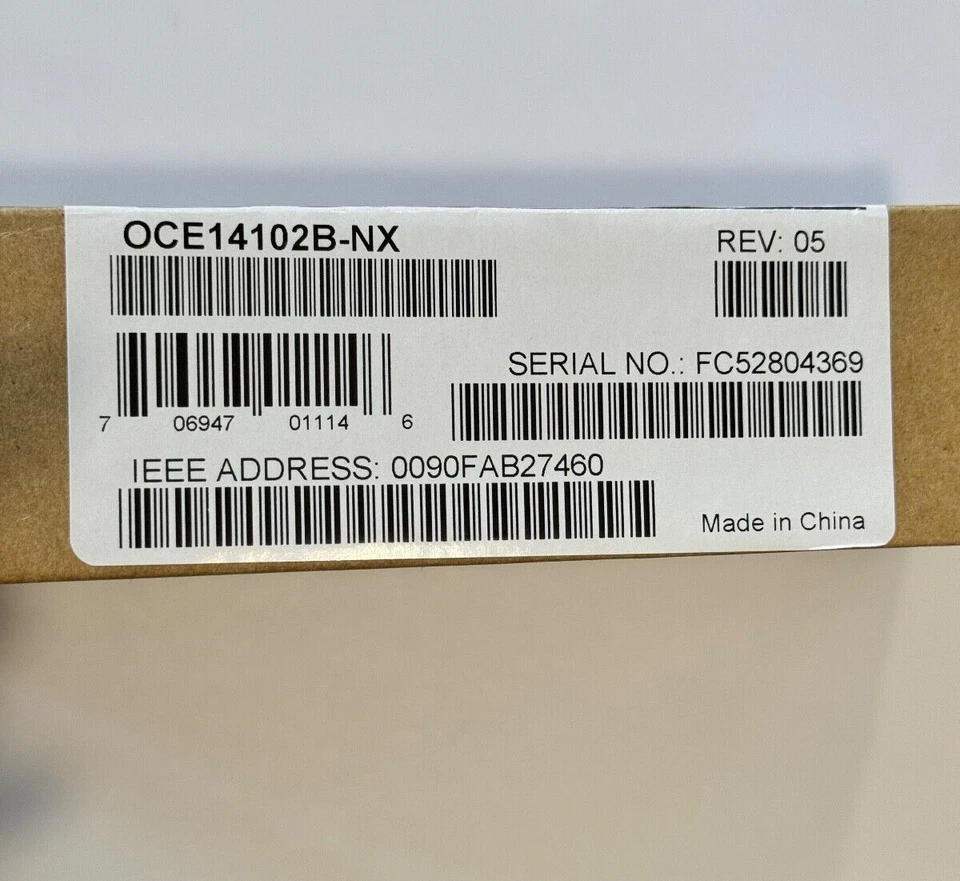 OCE14102B-NX
REV: 05
SERIAL NO.: FC52804369
7 06947 01114 6
IEEE ADDRESS: 0090FAB27460
Made in China